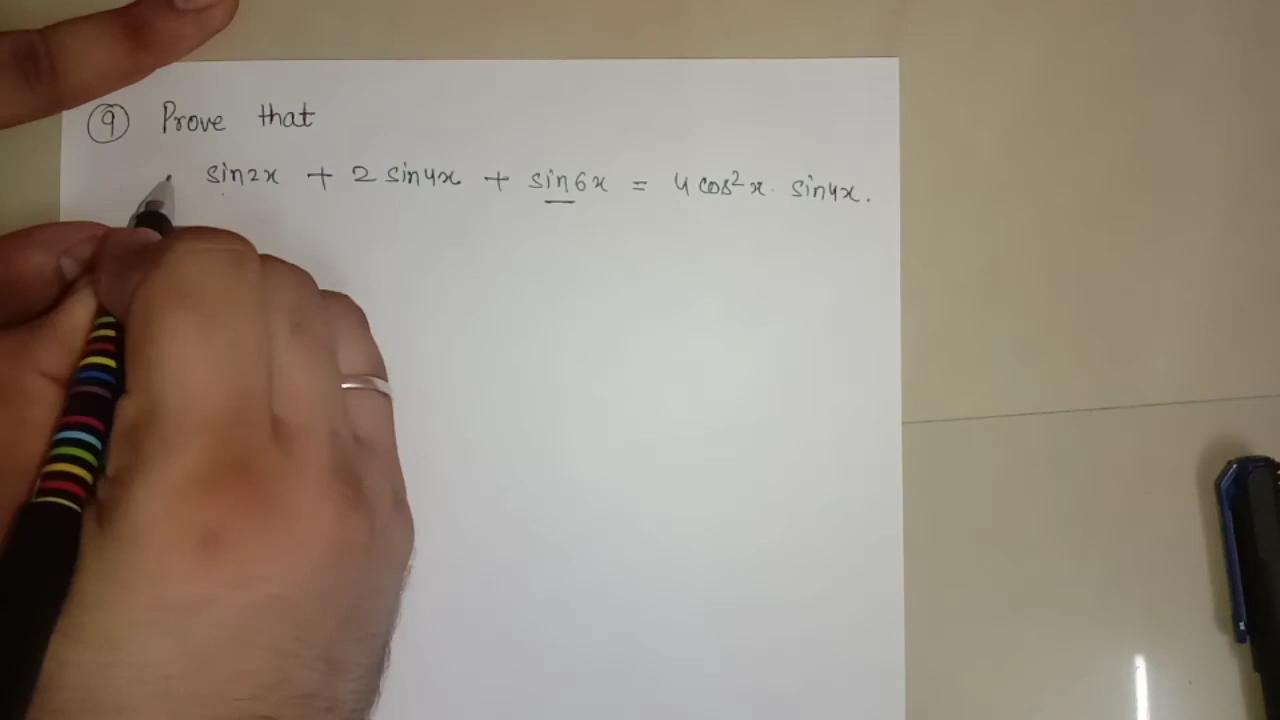 9 Prove that
sin2x + 2 sin4x + sin6x = 4 cos²x. sin4x.